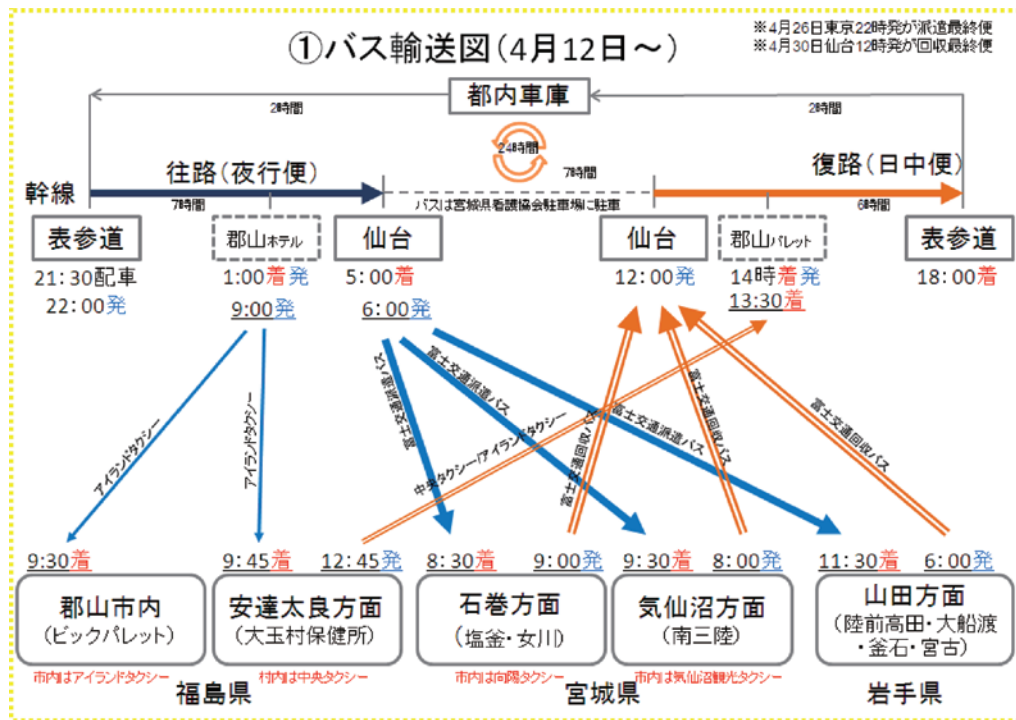 ※4月26日東京22時発が派遣最終便
※4月30日仙台12時発が回収最終便
①バス輸送図(4月12日～)
都内車庫
2時間
2時間
24時間
往路(夜行便)
7時間
復路(日中便)
幹線
7時間
バスは宮城県看護協会駐車場に駐車
6時間
表参道
郡山ホテル
仙台
仙台
郡山パレット
表参道
21:30配車
22:00発
1:00着発
9:00発
5:00着
6:00発
12:00発
14時着発
13:30着
18:00着
アイランドタクシー
アイランドタクシー
富士交通派遣バス
富士交通派遣バス
富士交通派遣バス
中央タクシー/アイランドタクシー
富士交通回収バス
富士交通回収バス
富士交通回収バス
9:30着
9:45着
12:45発
8:30着
9:00発
9:30着
8:00発
11:30着
6:00発
郡山市内
(ビックパレット)
安達太良方面
(大玉村保健所)
石巻方面
(塩釜・女川)
気仙沼方面
(南三陸)
山田方面
(陸前高田・大船渡
・釜石・宮古)
市内はアイランドタクシー
村内は中央タクシー
市内は向陽タクシー
市内は気仙沼観光タクシー
福島県
宮城県
岩手県